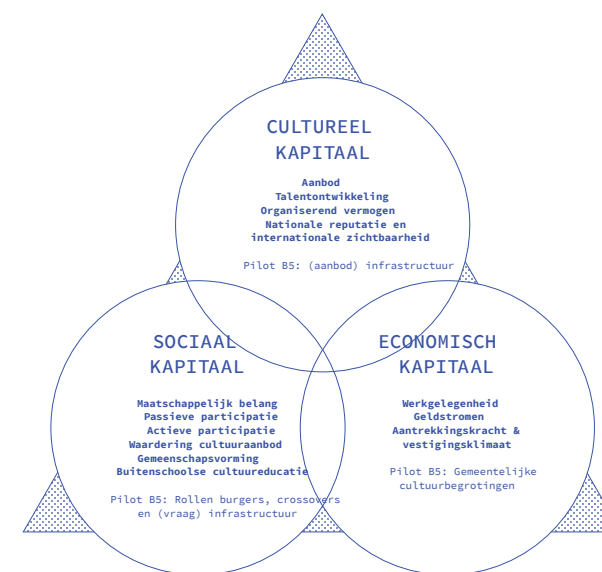 CULTUREEL
KAPITAAL
Aanbod
Talentontwikkeling
Organiserend vermogen
Nationale reputatie en
internationale zichtbaarheid
Pilot B5: (aanbod) infrastructuur
SOCIAAL
KAPITAAL
Maatschappelijk belang
Passieve participatie
Actieve participatie
Waardering cultuuraanbod
Gemeenschapsvorming
Buitenschoolse cultuureducatie
Pilot B5: Rollen burgers, crossovers
en (vraag) infrastructuur
ECONOMISCH
KAPITAAL
Werkgelegenheid
Geldstromen
Aantrekkingskracht &
vestigingsklimaat
Pilot B5: Gemeentelijke
cultuurbegrotingen